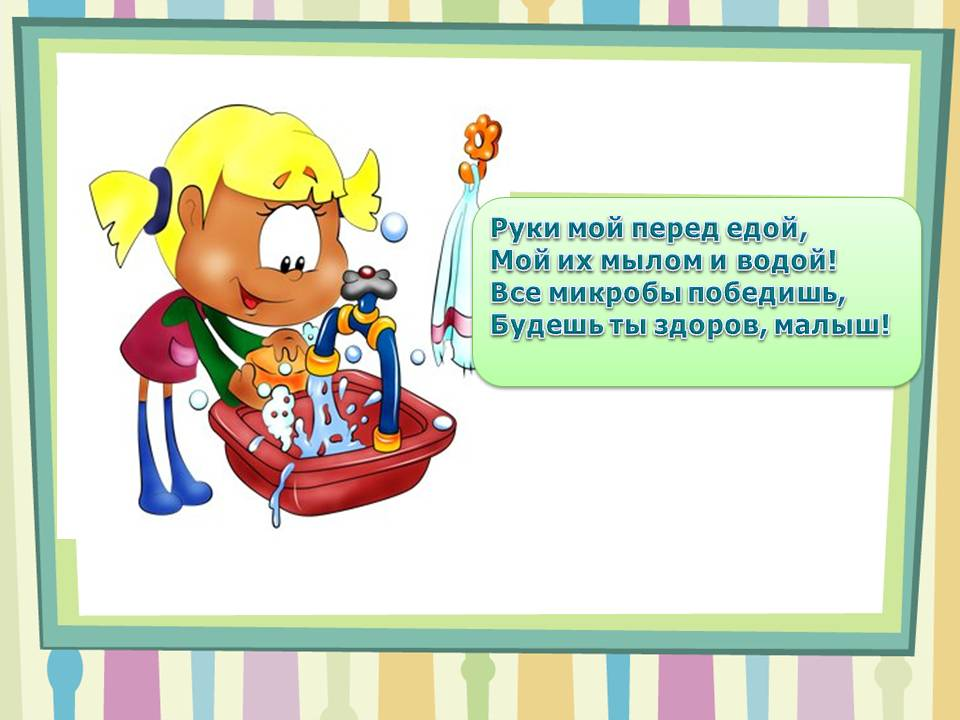 Руки мой перед едой,
Мой их мылом и водой!
Все микробы победишь,
Будешь ты здоров, малыш!